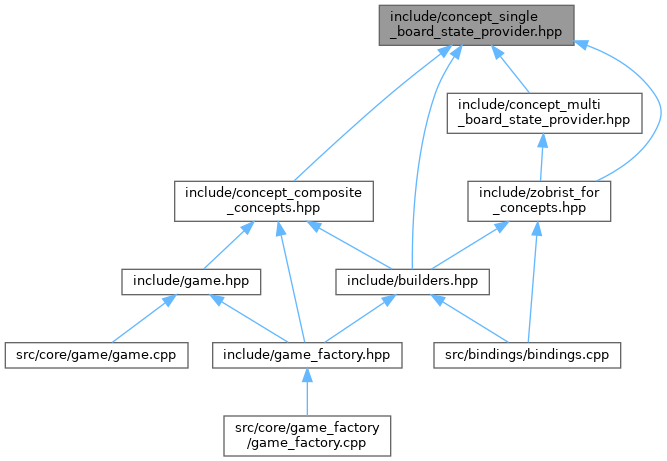 include/concept_single
_board_state_provider.hpp
include/concept_multi
_board_state_provider.hpp
include/concept_composite
_concepts.hpp
include/zobrist_for
_concepts.hpp
include/game.hpp
include/builders.hpp
src/core/game/game.cpp
include/game_factory.hpp
src/bindings/bindings.cpp
src/core/game_factory
/game_factory.cpp